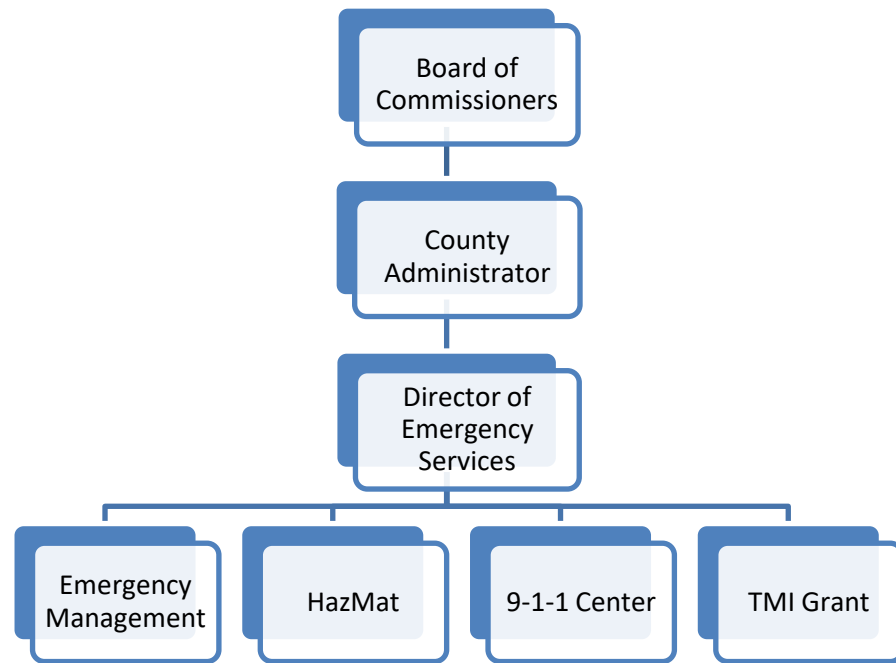 Board of
Commissioners
County
Administrator
Director of
Emergency
Services
Emergency
Management
HazMat
9-1-1 Center
TMI Grant